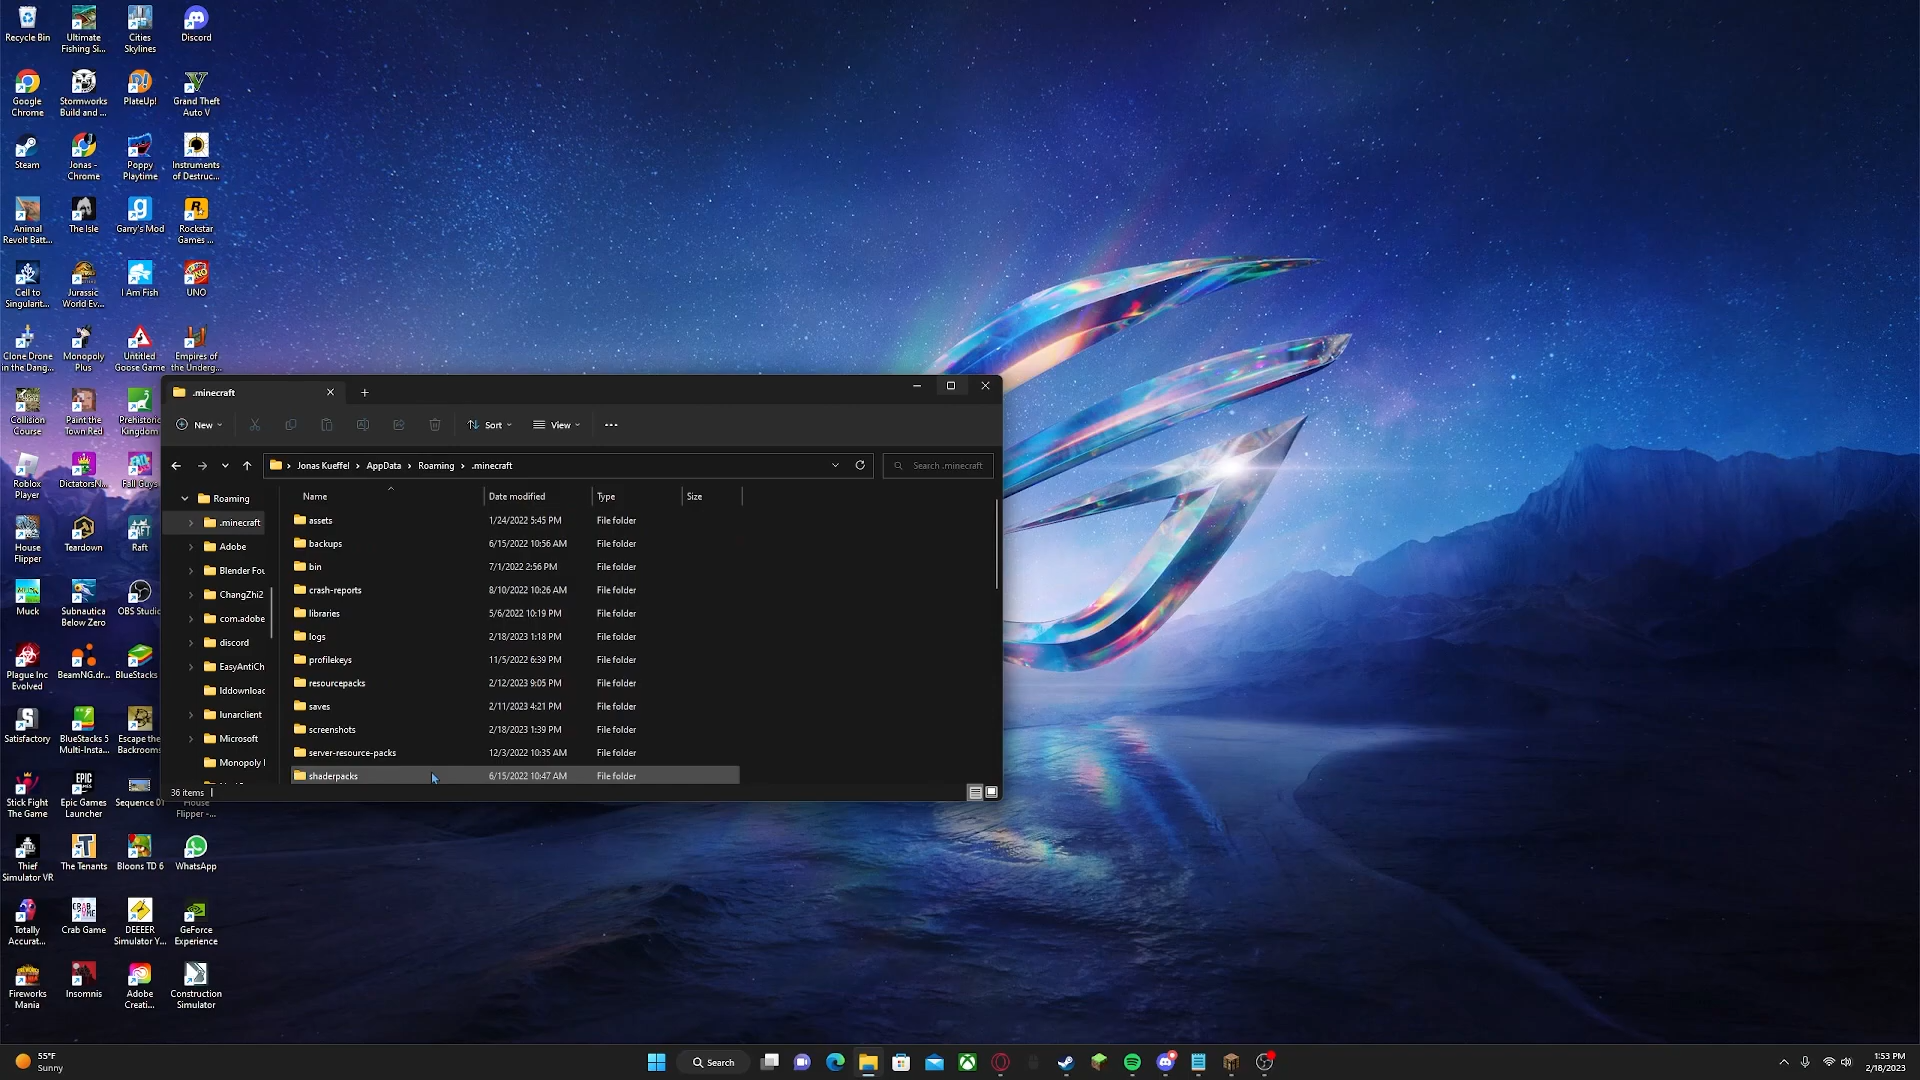 Recycle Bin
Ultimate
Fishing Si...
Cities
Skylines
Discord
Google
Chrome
Stormworks
Build and ...
PlateUp!
Grand Theft
Auto V
Steam
Jonas -
Chrome
Poppy
Playtime
Instruments
of Destruc...
Animal
Revolt Batt...
The Isle
Garry's Mod
Rockstar
Games ...
Cell to
Singularit...
Jurassic
World Ev...
I Am Fish
UNO
Clone Drone
in the Dang...
Monopoly
Plus
Untitled
Goose Game
Empires of
the Underg...
Collision
Course
Paint the
Town Red
Prehistoric
Kingdom
Roblox
Player
DictatorsN...
Fall Guys
House
Flipper
Teardown
Raft
Muck
Subnautica
Below Zero
OBS Studio
Plague Inc
Evolved
BeamNG.dr...
BlueStacks
Satisfactory
BlueStacks 5
Multi-Insta...
Escape the
Backrooms
Stick Fight
The Game
Epic Games
Launcher
Sequence 01
House
Flipper -...
Thief
Simulator VR
The Tenants
Bloons TD 6
WhatsApp
Totally
Accurat...
Crab Game
DEEEER
Simulator Y...
GeForce
Experience
Fireworks
Mania
Insomnis
Adobe
Creati...
Construction
Simulator
.minecraft
New
Sort
View
Jonas Kueffel > AppData > Roaming > .minecraft
Search .minecraft
Roaming
.minecraft
Adobe
Blender Fou
ChangZhi2
com.adobe
discord
EasyAntiCh
lddownloac
lunarclient
Microsoft
Monopoly
Name Date modified Type Size
assets 1/24/2022 5:45 PM File folder
backups 6/15/2022 10:56 AM File folder
bin 7/1/2022 2:56 PM File folder
crash-reports 8/10/2022 10:26 AM File folder
libraries 5/6/2022 10:19 PM File folder
logs 2/18/2023 1:18 PM File folder
profilekeys 11/5/2022 6:39 PM File folder
resourcepacks 2/12/2023 9:05 PM File folder
saves 2/11/2023 4:21 PM File folder
screenshots 2/18/2023 1:39 PM File folder
server-resource-packs 12/3/2022 10:35 AM File folder
shaderpacks 6/15/2022 10:47 AM File folder
36 items
55°F
Sunny
Search
1:53 PM
2/18/2023